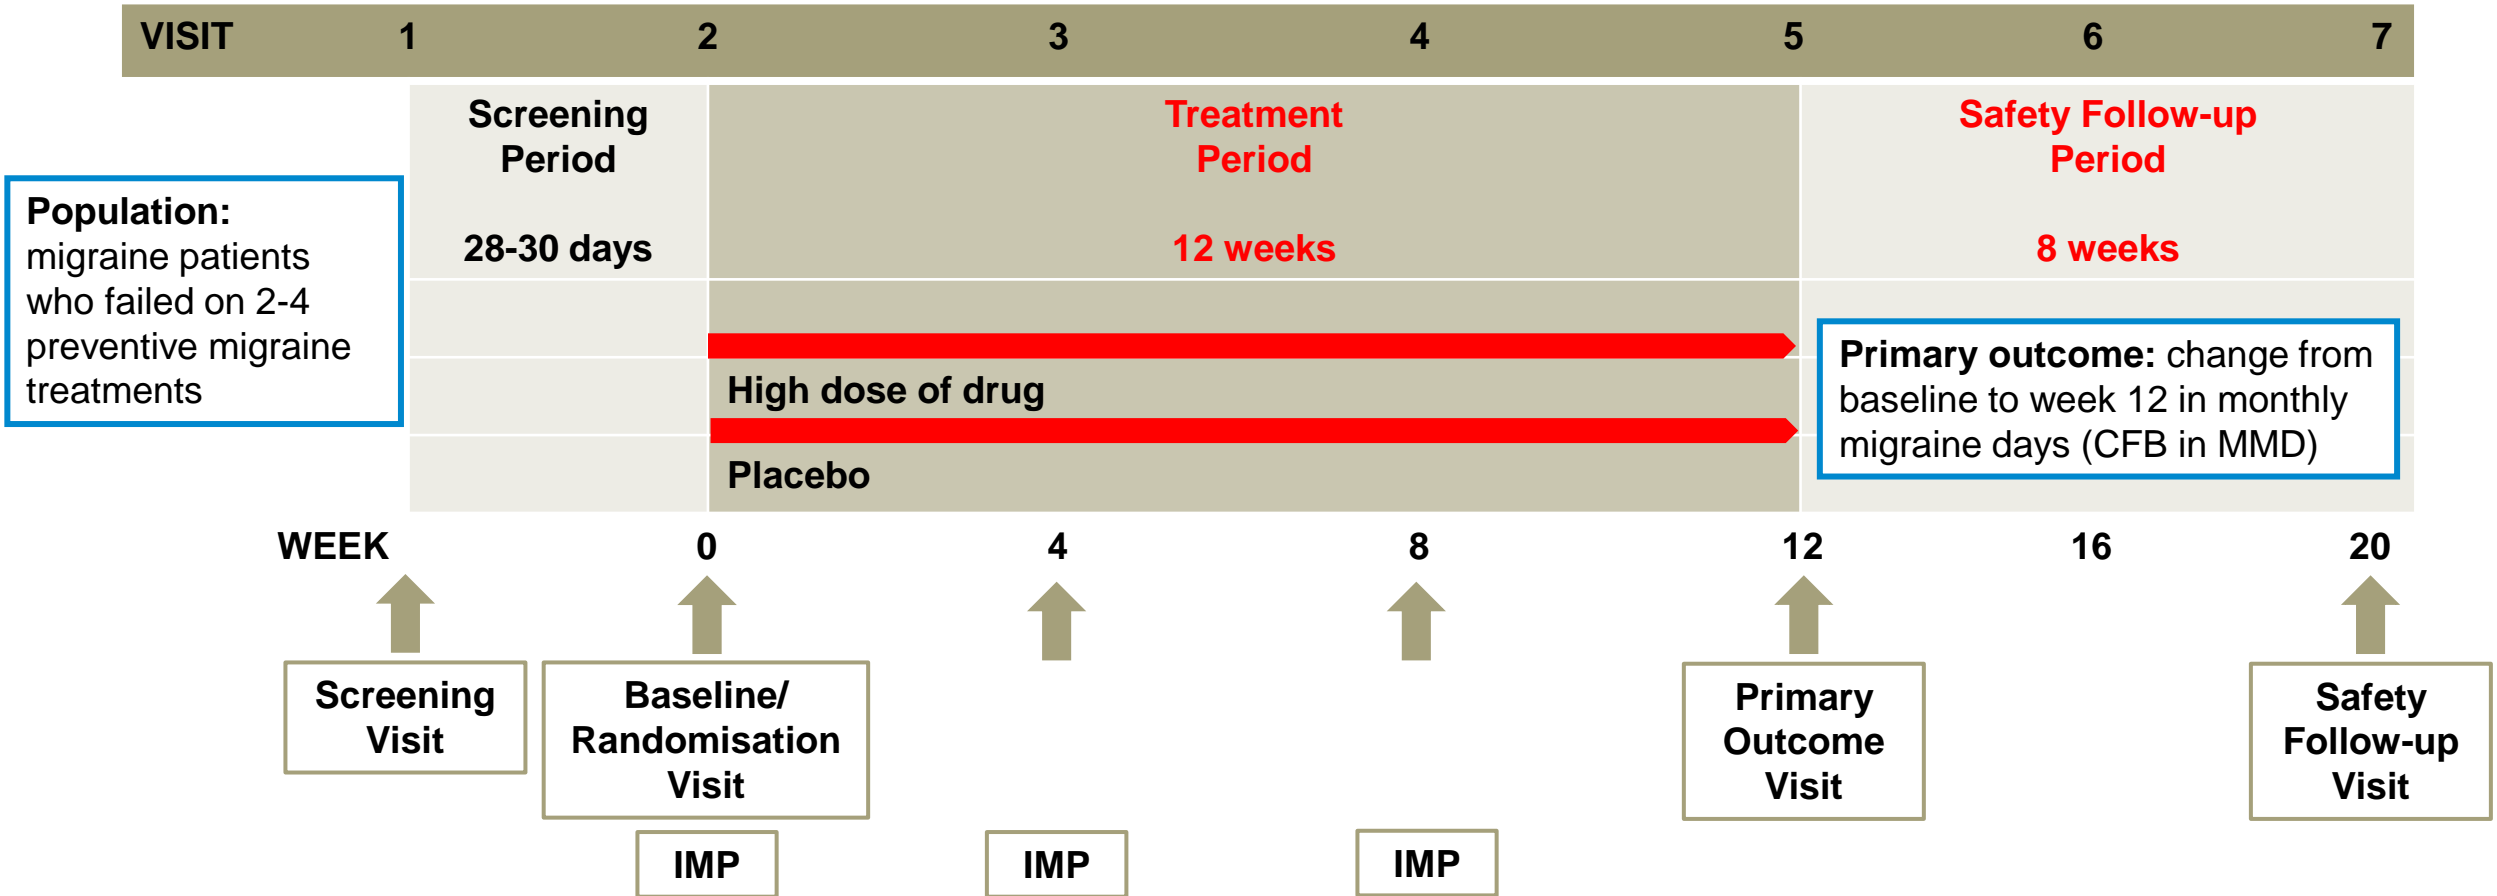 VISIT 1 2 3 4 5 6 7
Screening
Period
28-30 days
Treatment
Period
12 weeks
Safety Follow-up
Period
8 weeks
Population:
migraine patients
who failed on 2-4
preventive migraine
treatments
High dose of drug
Placebo
Primary outcome: change from
baseline to week 12 in monthly
migraine days (CFB in MMD)
WEEK 0 4 8 12 16 20
Screening
Visit
Baseline/
Randomisation
Visit
Primary
Outcome
Visit
Safety
Follow-up
Visit
IMP IMP IMP